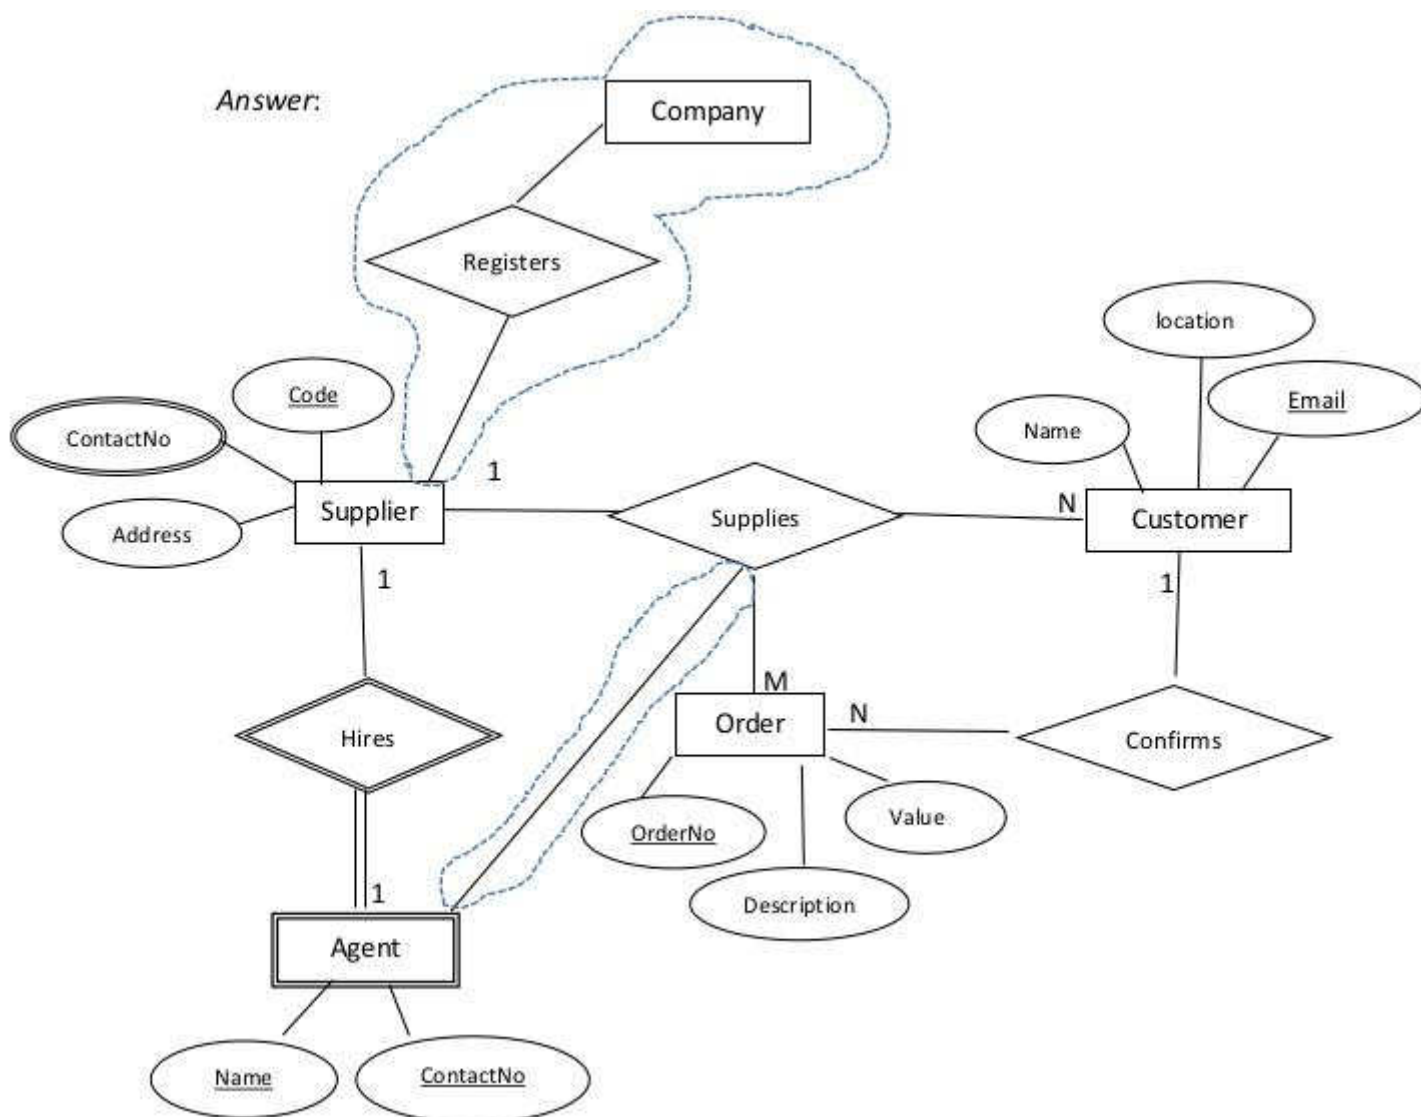 Answer:
Company
Registers
location
Code
Email
ContactNo
Name
1
N
Supplier
Supplies
Customer
Address
1
1
M
N
Order
Hires
Confirms
Value
OrderNo
1
Description
Agent
Name
ContactNo